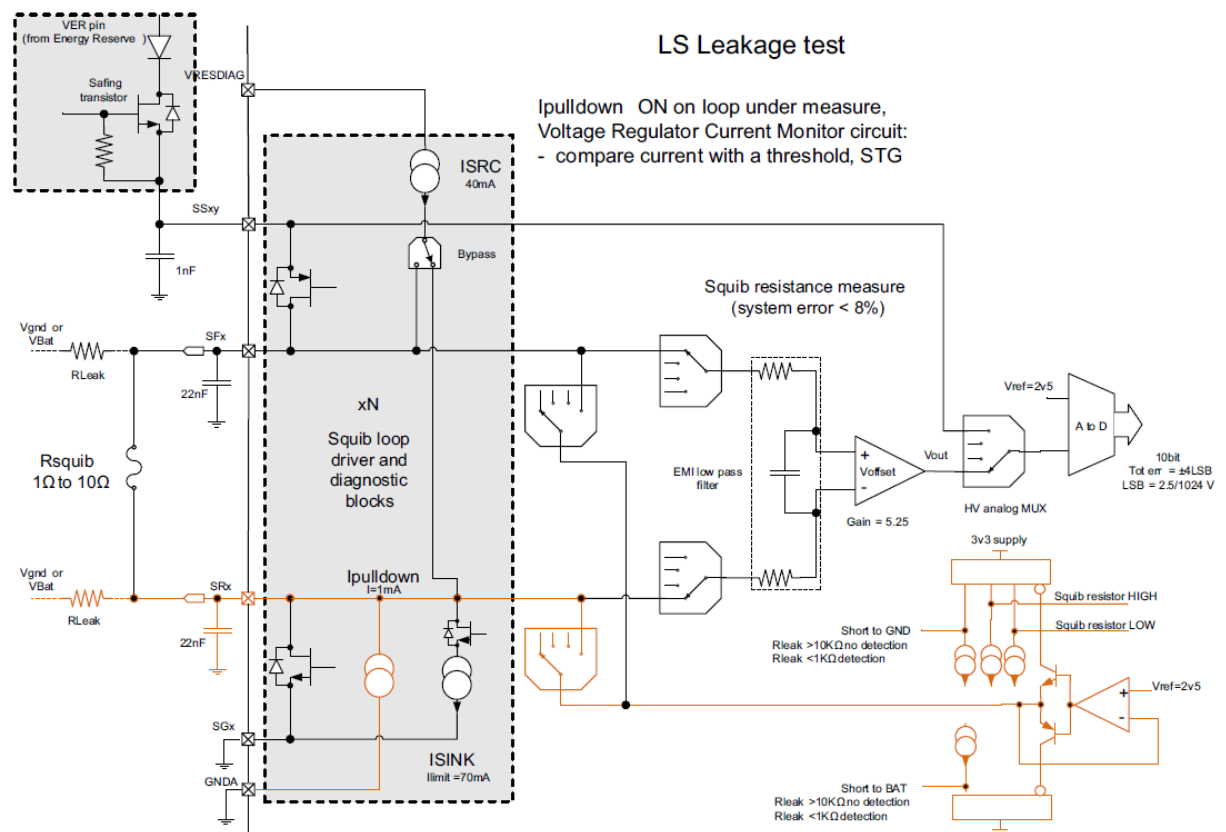 VER pin
(from Energy Reserve )
LS Leakage test
VRESDIAG
Safing
transistor
Ipulldown ON on loop under measure,
Voltage Regulator Current Monitor circuit:
- compare current with a threshold, STG
ISRC
40mA
SSxy
Bypass
1nF
Squib resistance measure
(system error < 8%)
Vgnd or
VBat
SFx
RLeak
22nF
Vref=2v5
xN
A to D
Squib loop
driver and
diagnostic
blocks
Rsquib
1Ω to 10Ω
+
Voffset
-
Vout
EMI low pass
filter
10bit
Tot err = ±4LSB
LSB = 2.5/1024 V
Gain = 5.25
HV analog MUX
3v3 supply
Vgnd or
VBat
SRx
Ipulldown
I=1mA
RLeak
22nF
Squib resistor HIGH
Short to GND
Squib resistor LOW
Rleak >10KΩ no detection
Rleak <1KΩ detection
+
Vref=2v5
-
SGx
ISINK
Ilimit =70mA
GNDA
Short to BAT
Rleak >10KΩ no detection
Rleak <1KΩ detection